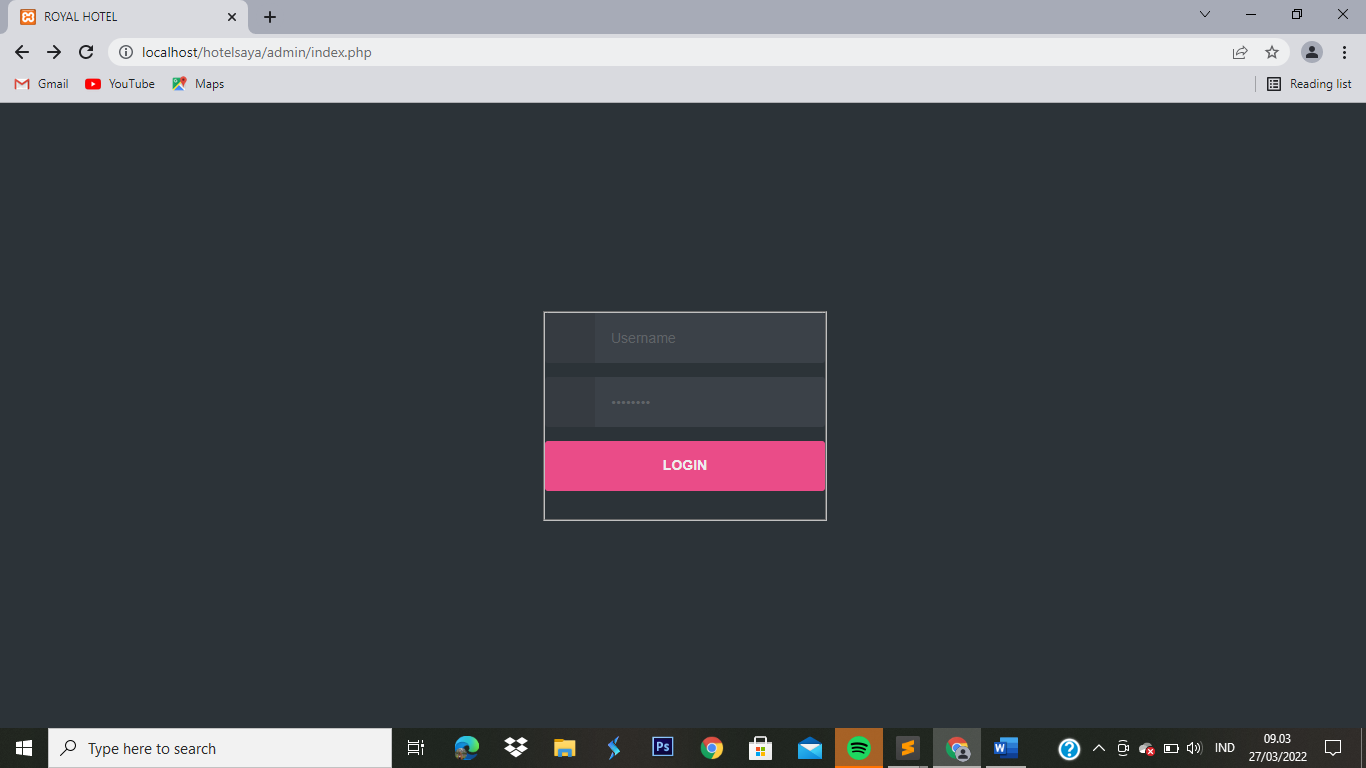 ROYAL HOTEL
localhost/hotelsaya/admin/index.php
Gmail YouTube Maps Reading list
Username
••••••••
LOGIN
Type here to search
Ps
W
?
IND
09.03
27/03/2022